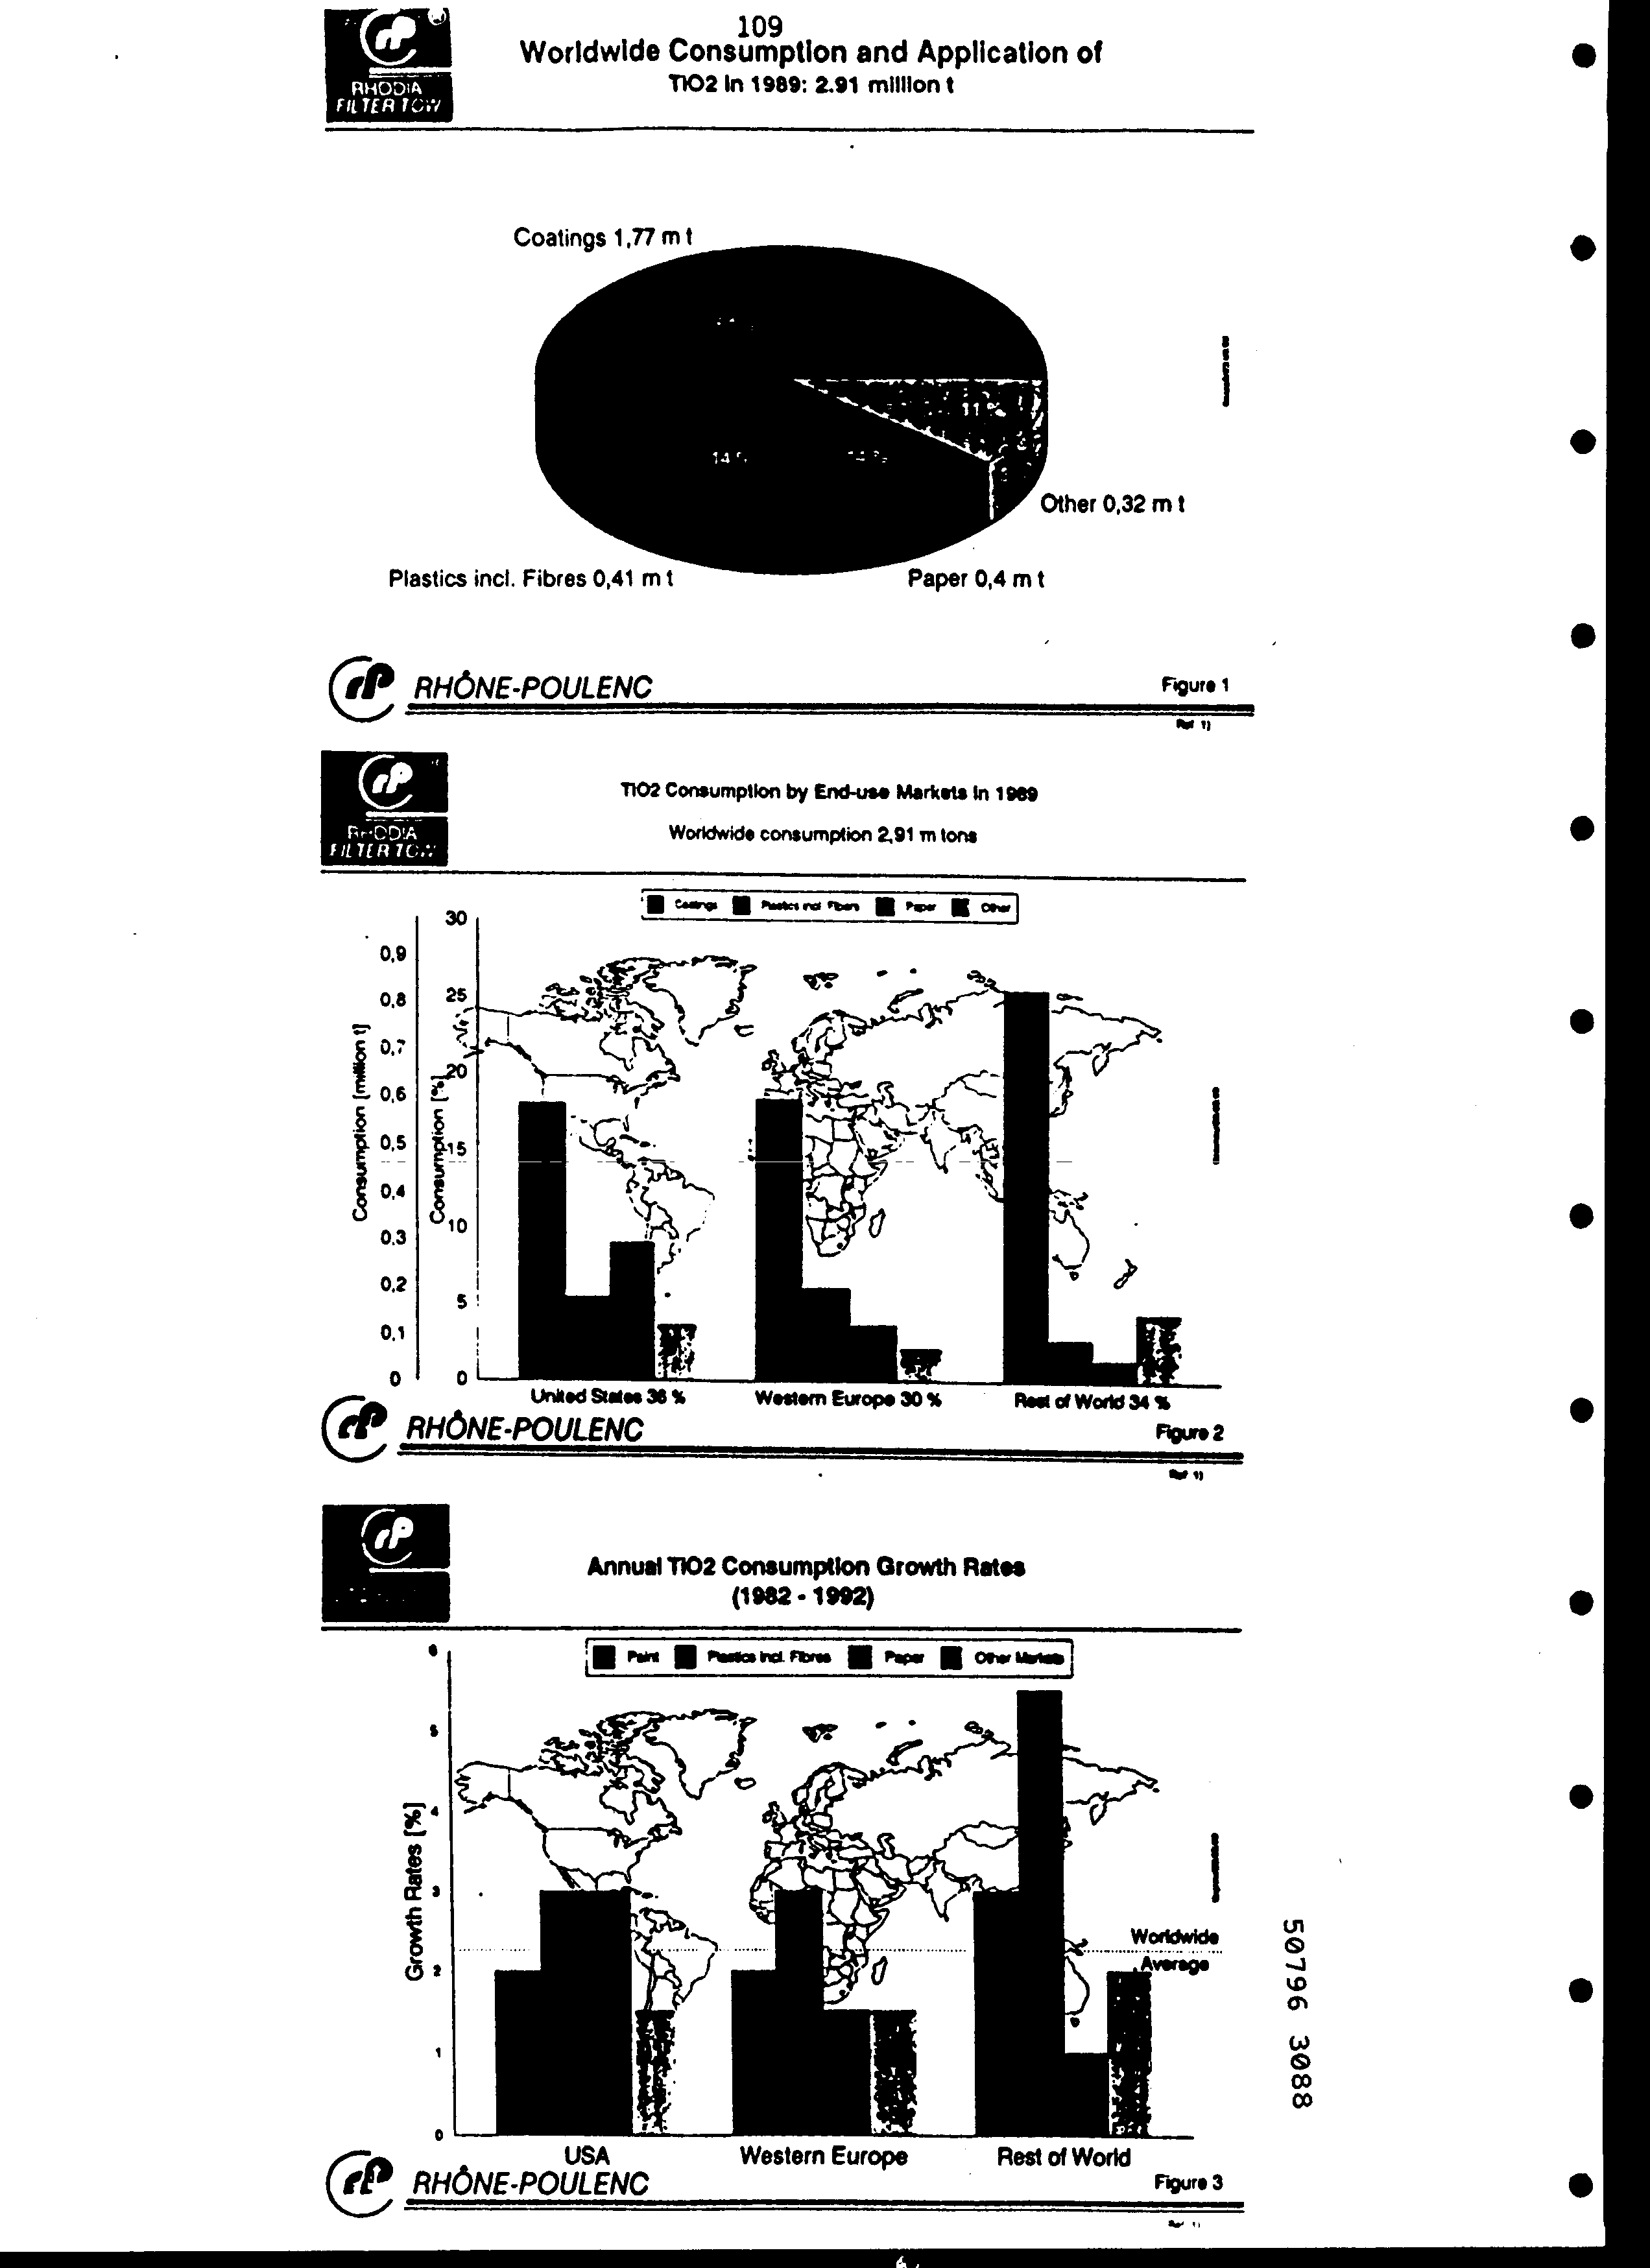 109
Worldwide Consumption and Application of
TiO2 in 1989: 2.91 million t
RHODIA
FILTER TOW
Coatings 1,77 m t
11 %
14 %
Other 0,32 m t
Plastics incl. Fibres 0,41 m t
Paper 0,4 m t
RHÔNE-POULENC
Figure 1
Ref 1)
RHODIA
FILTER TOW
TiO2 Consumption by End-use Markets in 1989
Worldwide consumption 2,91 m tons
Coatings Plastics incl Fibers Paper Other
Consumption [million t]
0,9
0,8
0,7
0,6
0,5
0,4
0,3
0,2
0,1
0
Consumption [%]
30
25
20
15
10
5
0
United States 36 %
Western Europe 30 %
Rest of World 34 %
RHÔNE-POULENC
Figure 2
Ref 1)
Annual TiO2 Consumption Growth Rates
(1982 - 1992)
Paint Plastics Incl. Fibres Paper Other Markets
Growth Rates [%]
6
5
4
3
2
1
0
Worldwide
Average
USA
Western Europe
Rest of World
RHÔNE-POULENC
Figure 3
50796 3088